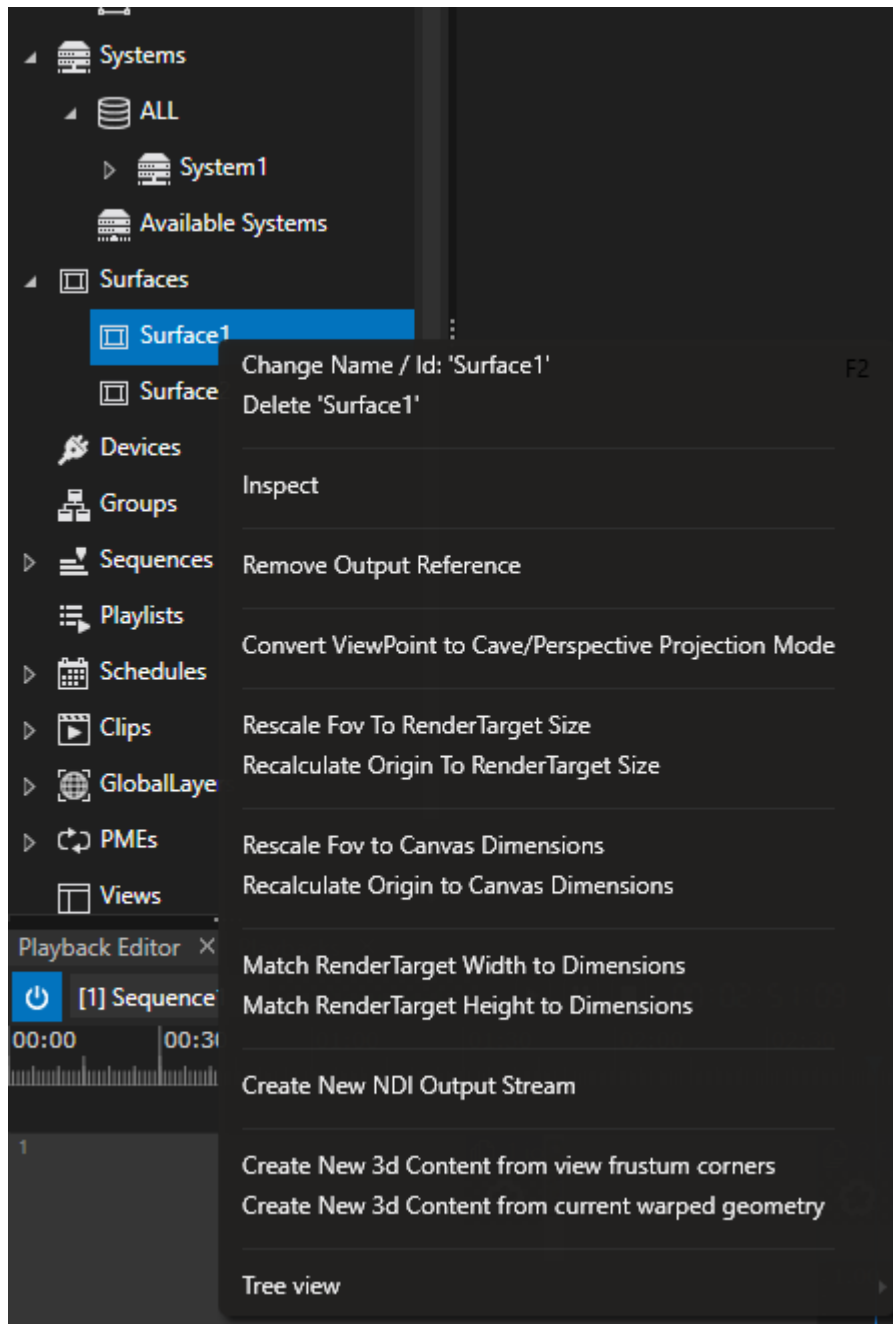 Systems
ALL
System1
Available Systems
Surfaces
Surface1
Surface
Devices
Groups
Sequences
Playlists
Schedules
Clips
GlobalLaye
PMEs
Views
Change Name / Id: 'Surface1' F2
Delete 'Surface1'
Inspect
Remove Output Reference
Convert ViewPoint to Cave/Perspective Projection Mode
Rescale Fov To RenderTarget Size
Recalculate Origin To RenderTarget Size
Rescale Fov to Canvas Dimensions
Recalculate Origin to Canvas Dimensions
Match RenderTarget Width to Dimensions
Match RenderTarget Height to Dimensions
Create New NDI Output Stream
Create New 3d Content from view frustum corners
Create New 3d Content from current warped geometry
Tree view
Playback Editor
[1] Sequence
00:00 00:30
1